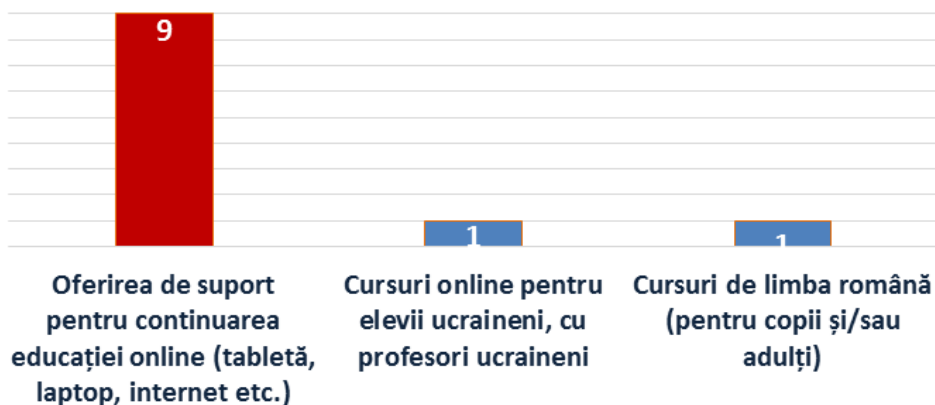 9
1
1
Oferirea de suport
pentru continuarea
educației online (tabletă,
laptop, internet etc.)
Cursuri online pentru
elevii ucraineni, cu
profesori ucraineni
Cursuri de limba română
(pentru copii și/sau
adulți)